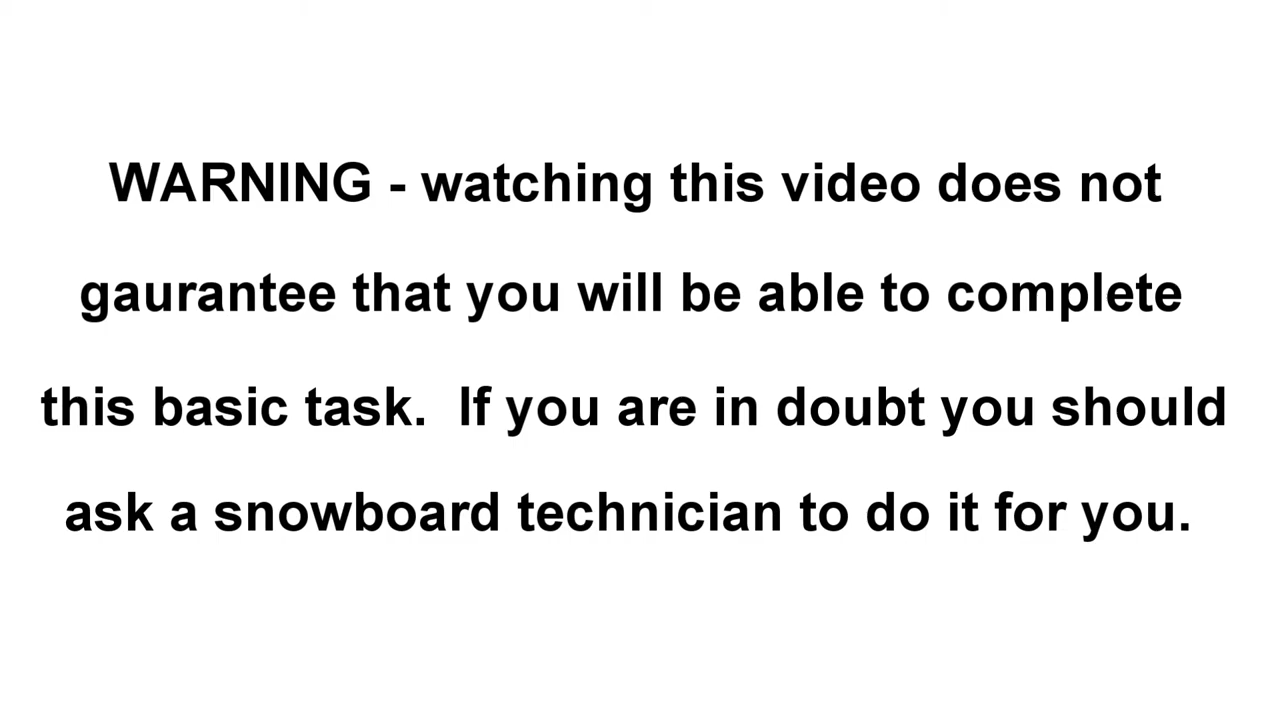 WARNING - watching this video does not
gaurantee that you will be able to complete
this basic task.  If you are in doubt you should
ask a snowboard technician to do it for you.